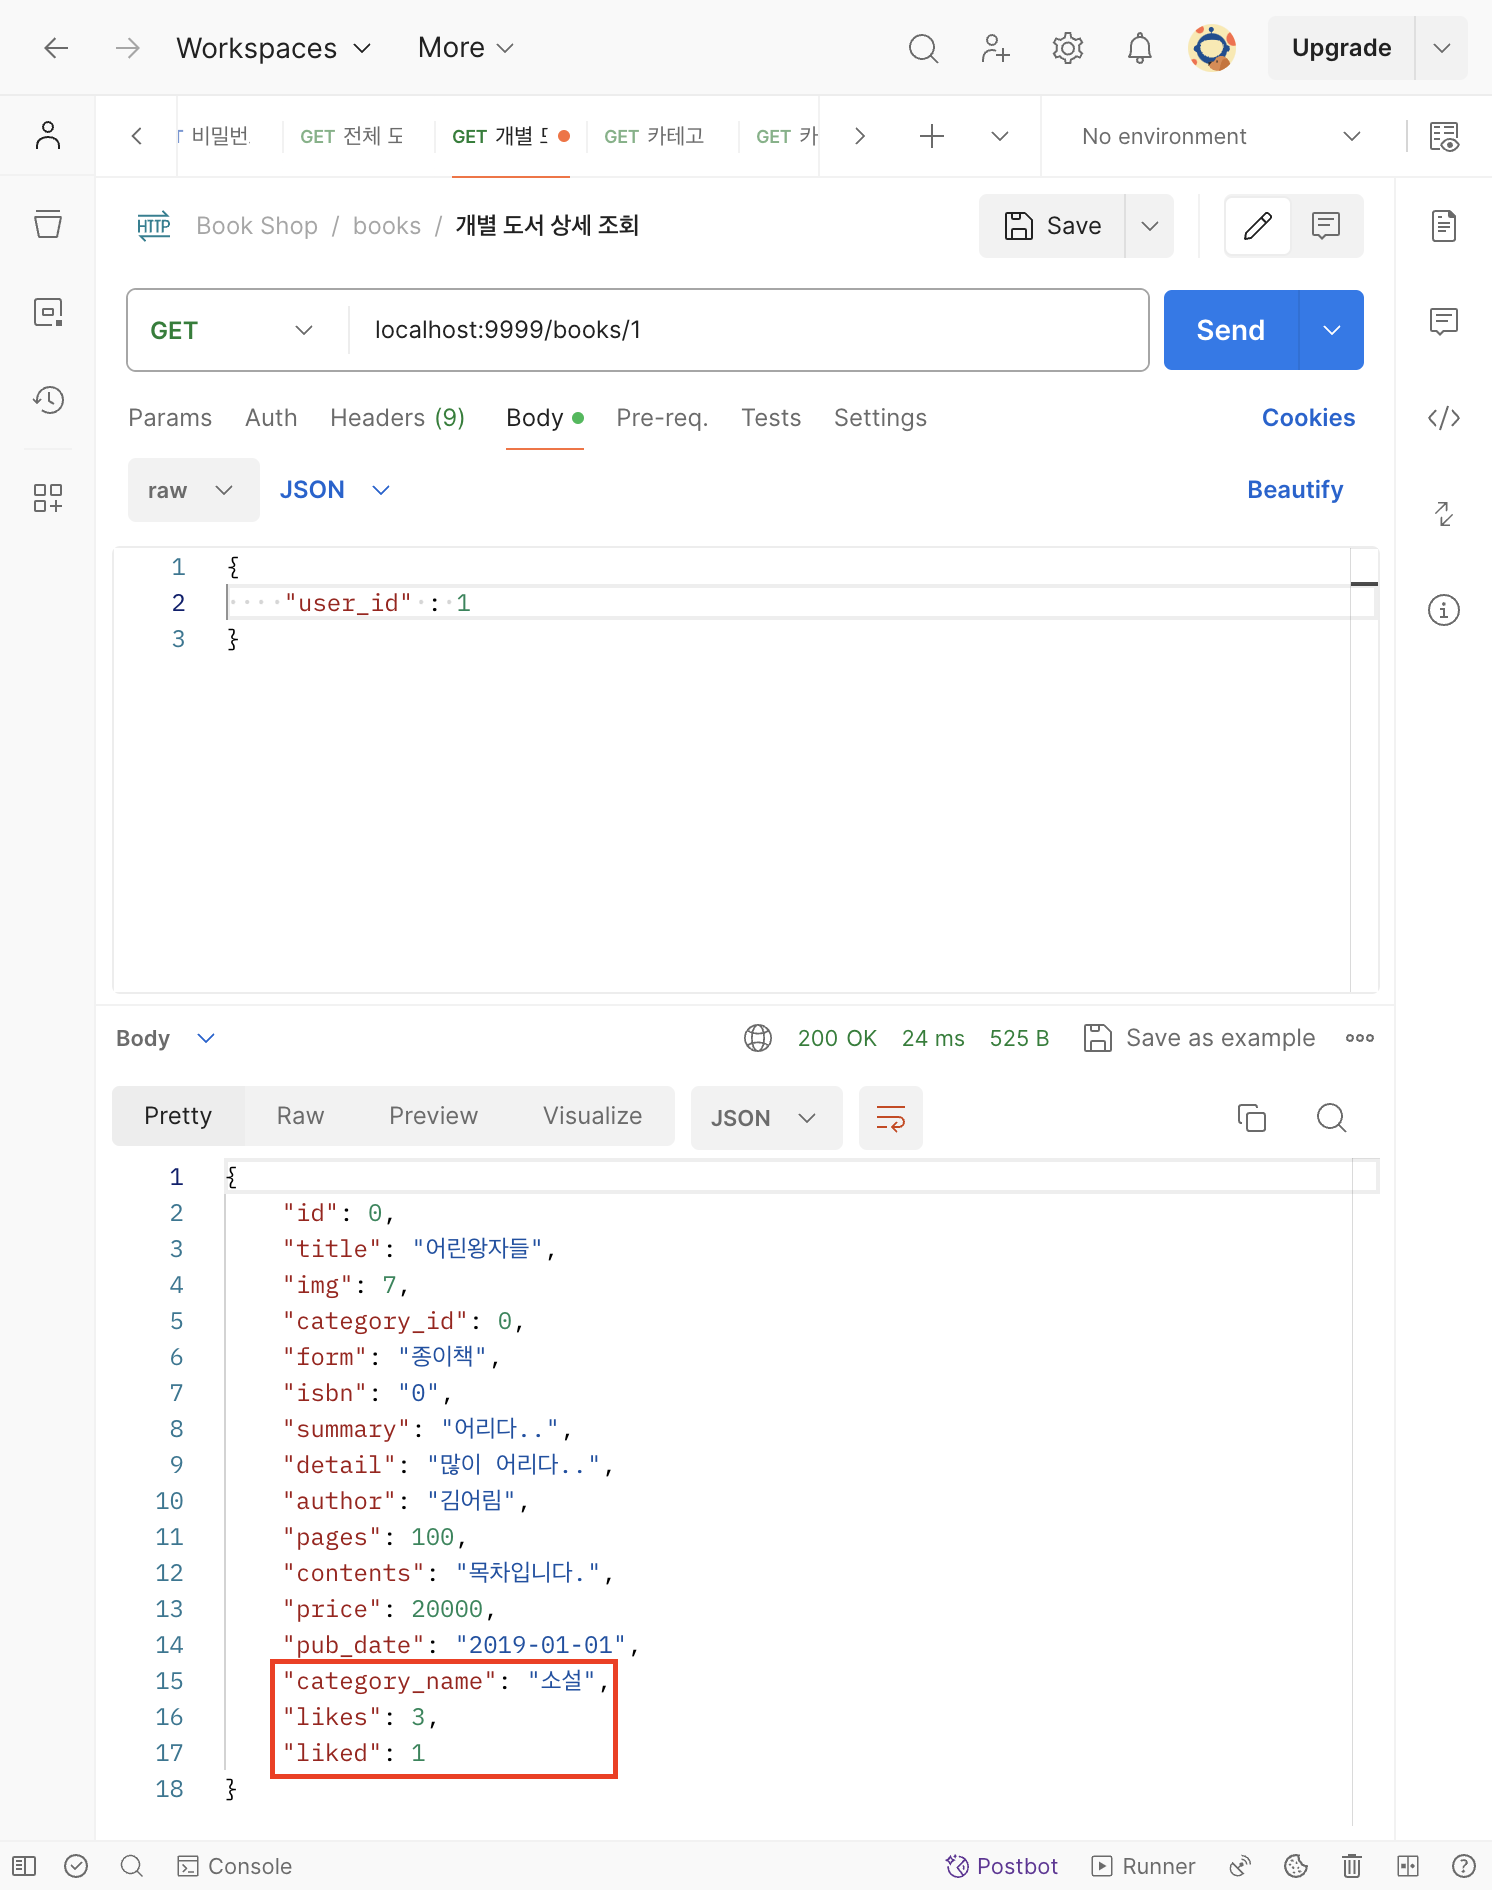 Workspaces More Upgrade
비밀번 GET 전체 도 GET 개별 GET 카테고 GET 카 No environment
HTTP Book Shop / books / 개별 도서 상세 조회 Save
GET localhost:9999/books/1 Send
Params Auth Headers (9) Body Pre-req. Tests Settings Cookies
raw JSON Beautify
1 {
2 "user_id" : 1
3 }
Body 200 OK 24 ms 525 B Save as example
Pretty Raw Preview Visualize JSON
1 {
2 "id": 0,
3 "title": "어린왕자들",
4 "img": 7,
5 "category_id": 0,
6 "form": "종이책",
7 "isbn": "0",
8 "summary": "어리다..",
9 "detail": "많이 어리다..",
10 "author": "김어림",
11 "pages": 100,
12 "contents": "목차입니다.",
13 "price": 20000,
14 "pub_date": "2019-01-01",
15 "category_name": "소설",
16 "likes": 3,
17 "liked": 1
18 }
Console Postbot Runner